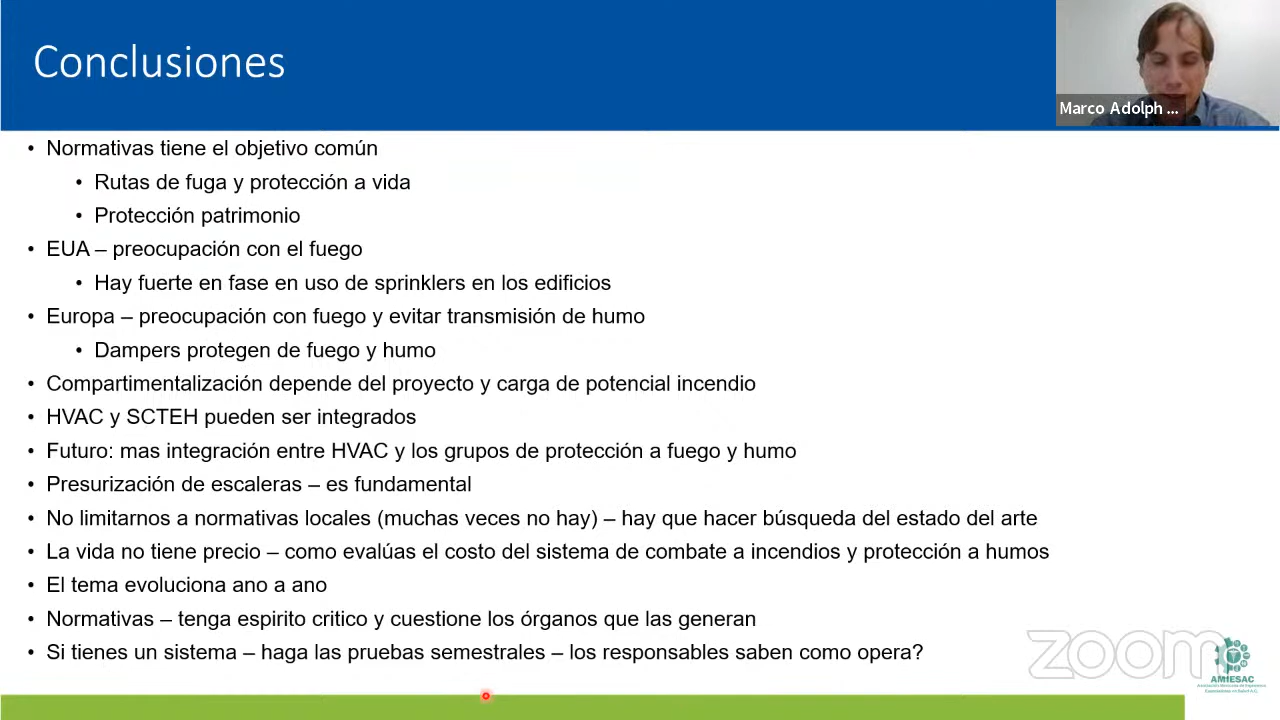 Conclusiones
Marco Adolph ...
• Normativas tiene el objetivo común
• Rutas de fuga y protección a vida
• Protección patrimonio
• EUA – preocupación con el fuego
• Hay fuerte en fase en uso de sprinklers en los edificios
• Europa – preocupación con fuego y evitar transmisión de humo
• Dampers protegen de fuego y humo
• Compartimentalización depende del proyecto y carga de potencial incendio
• HVAC y SCTEH pueden ser integrados
• Futuro: mas integración entre HVAC y los grupos de protección a fuego y humo
• Presurización de escaleras – es fundamental
• No limitarnos a normativas locales (muchas veces no hay) – hay que hacer búsqueda del estado del arte
• La vida no tiene precio – como evalúas el costo del sistema de combate a incendios y protección a humos
• El tema evoluciona ano a ano
• Normativas – tenga espirito critico y cuestione los órganos que las generan
• Si tienes un sistema – haga las pruebas semestrales – los responsables saben como opera?
zoom
AMIESAC